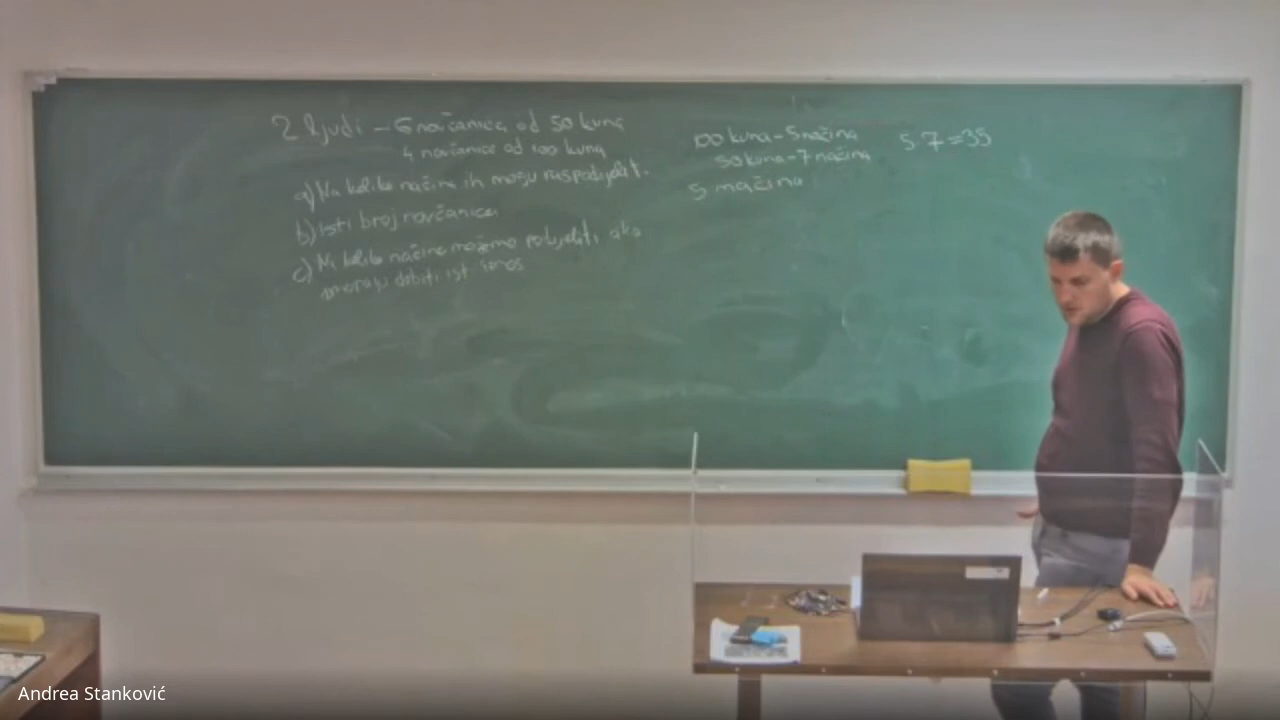 2 ljudi – 6 novčanica od 50 kuna
4 novčanice od 100 kuna
a) Na koliko načina ih mogu raspodijeliti.
b) Isti broj novčanica
c) Na koliko načina možemo podijeliti ako
moraju dobiti isti iznos
100 kuna – 5 načina
50 kuna – 7 načina
5 · 7 = 35
5 načina
Andrea Stanković